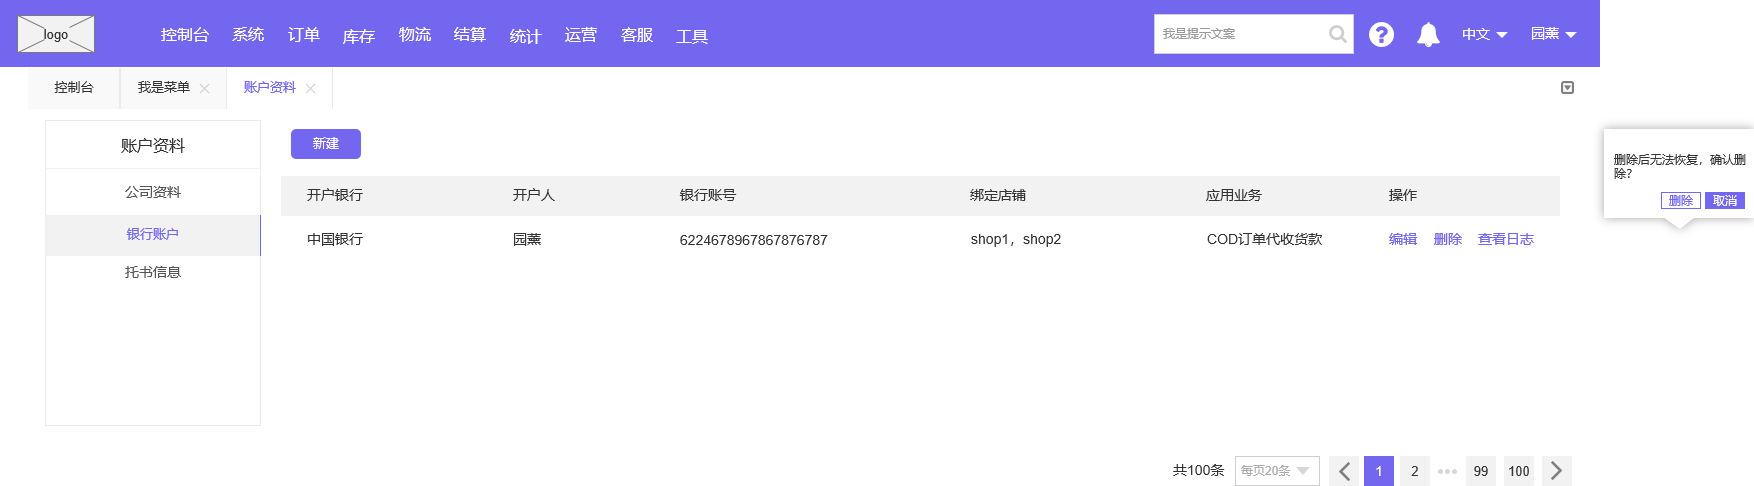 logo 控制台 系统 订单 库存 物流 结算 统计 运营 客服 工具 我是提示文案 中文 园薰
控制台 我是菜单 账户资料
账户资料
公司资料
银行账户
托书信息
新建
开户银行 开户人 银行账号 绑定店铺 应用业务 操作
中国银行 园薰 6224678967867876787 shop1，shop2 COD订单代收货款 编辑 删除 查看日志
删除后无法恢复，确认删
除？
删除 取消
共100条 每页20条 1 2 99 100